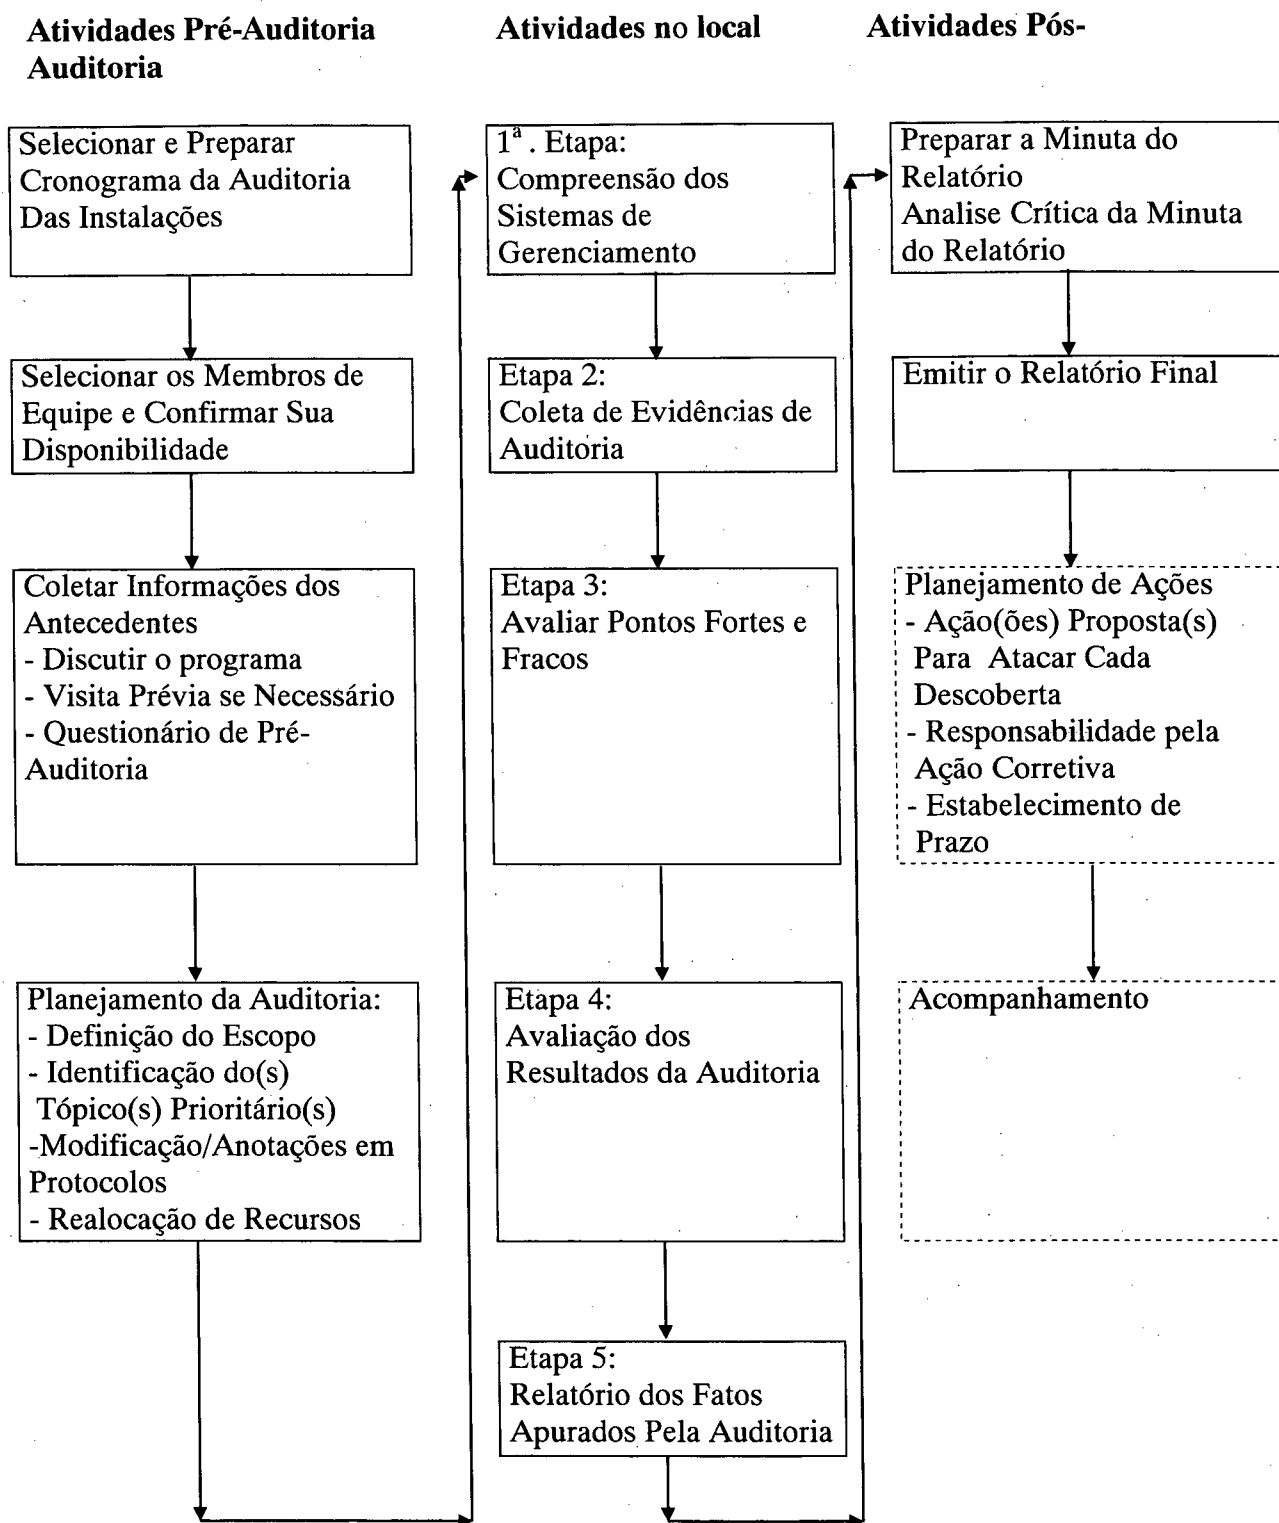 Atividades Pré-Auditoria
Auditoria
Atividades no local
Atividades Pós-
Selecionar e Preparar
Cronograma da Auditoria
Das Instalações
Selecionar os Membros de
Equipe e Confirmar Sua
Disponibilidade
Coletar Informações dos
Antecedentes
- Discutir o programa
- Visita Prévia se Necessário
- Questionário de Pré-
Auditoria
Planejamento da Auditoria:
- Definição do Escopo
- Identificação do(s)
Tópico(s) Prioritário(s)
-Modificação/Anotações em
Protocolos
- Realocação de Recursos
1ª . Etapa:
Compreensão dos
Sistemas de
Gerenciamento
Etapa 2:
Coleta de Evidências de
Auditoria
Etapa 3:
Avaliar Pontos Fortes e
Fracos
Etapa 4:
Avaliação dos
Resultados da Auditoria
Etapa 5:
Relatório dos Fatos
Apurados Pela Auditoria
Preparar a Minuta do
Relatório
Analise Crítica da Minuta
do Relatório
Emitir o Relatório Final
Planejamento de Ações
- Ação(ões) Proposta(s)
Para Atacar Cada
Descoberta
- Responsabilidade pela
Ação Corretiva
- Estabelecimento de
Prazo
Acompanhamento